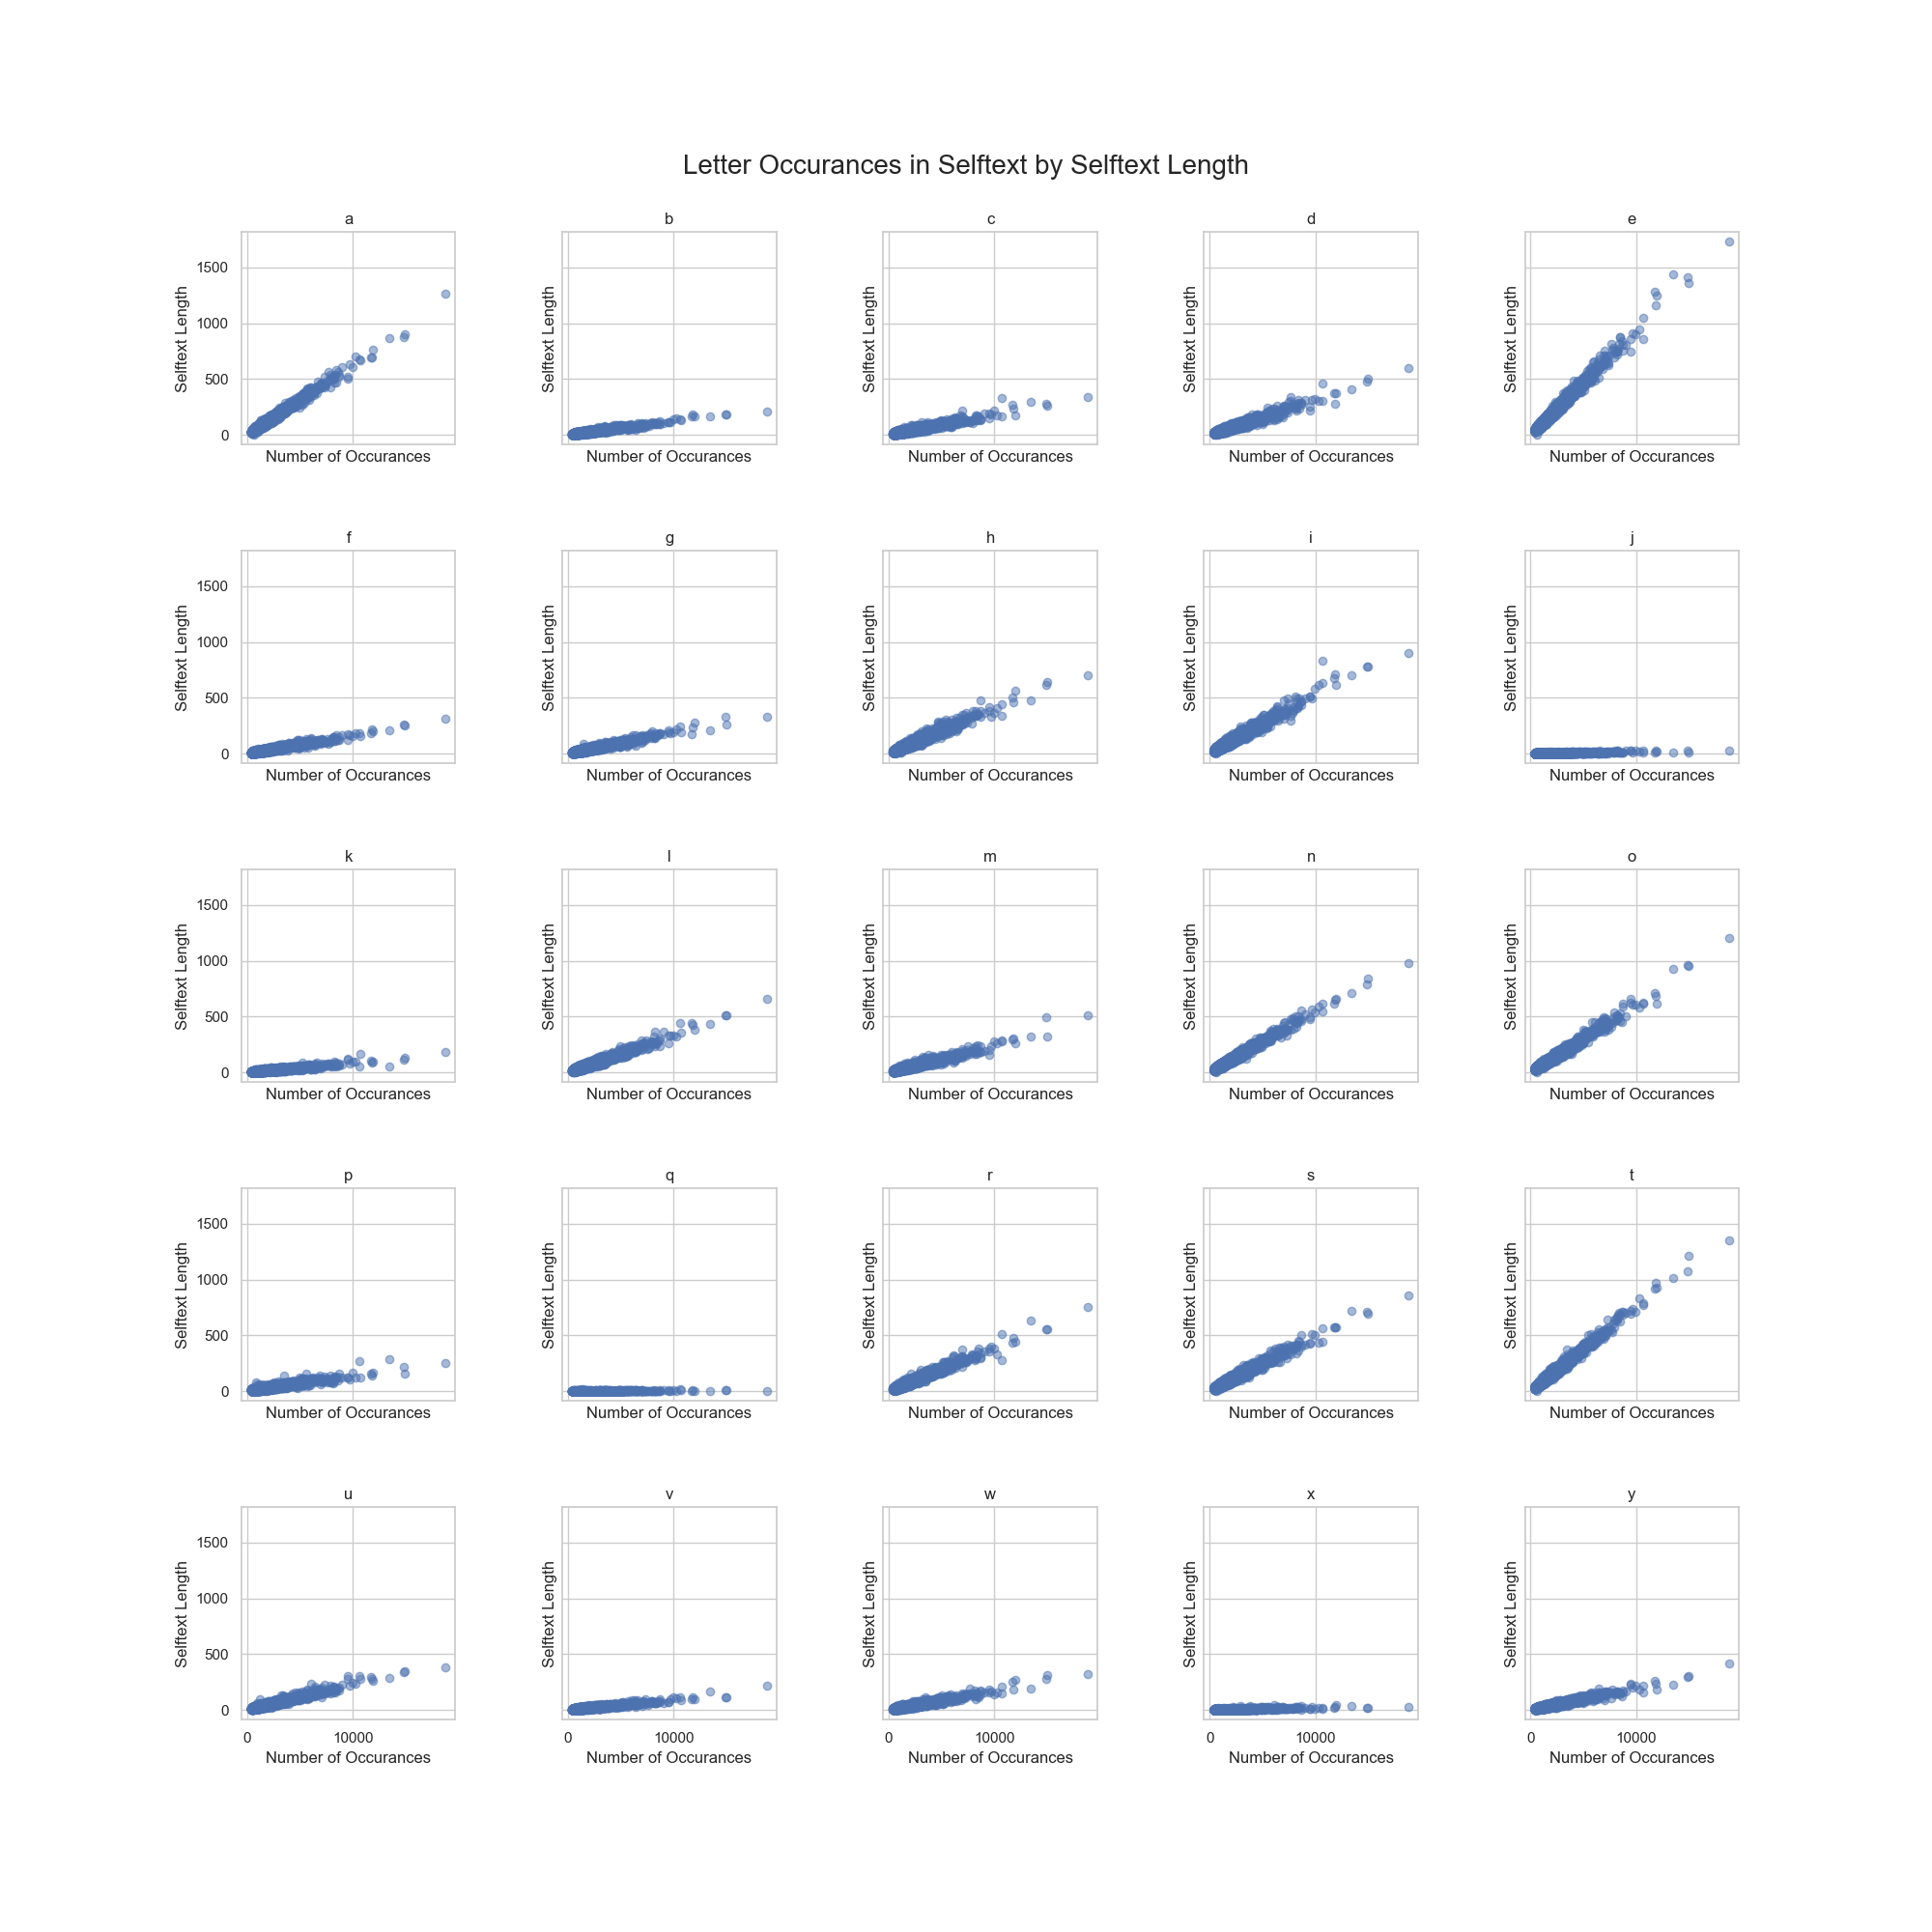 Letter Occurances in Selftext by Selftext Length
a b c d e
1500
1000
500
0
Selftext Length Selftext Length Selftext Length Selftext Length Selftext Length
Number of Occurances Number of Occurances Number of Occurances Number of Occurances Number of Occurances
f g h i j
1500
1000
500
0
Selftext Length Selftext Length Selftext Length Selftext Length Selftext Length
Number of Occurances Number of Occurances Number of Occurances Number of Occurances Number of Occurances
k l m n o
1500
1000
500
0
Selftext Length Selftext Length Selftext Length Selftext Length Selftext Length
Number of Occurances Number of Occurances Number of Occurances Number of Occurances Number of Occurances
p q r s t
1500
1000
500
0
Selftext Length Selftext Length Selftext Length Selftext Length Selftext Length
Number of Occurances Number of Occurances Number of Occurances Number of Occurances Number of Occurances
u v w x y
1500
1000
500
0
Selftext Length Selftext Length Selftext Length Selftext Length Selftext Length
0 10000 0 10000 0 10000 0 10000 0 10000
Number of Occurances Number of Occurances Number of Occurances Number of Occurances Number of Occurances